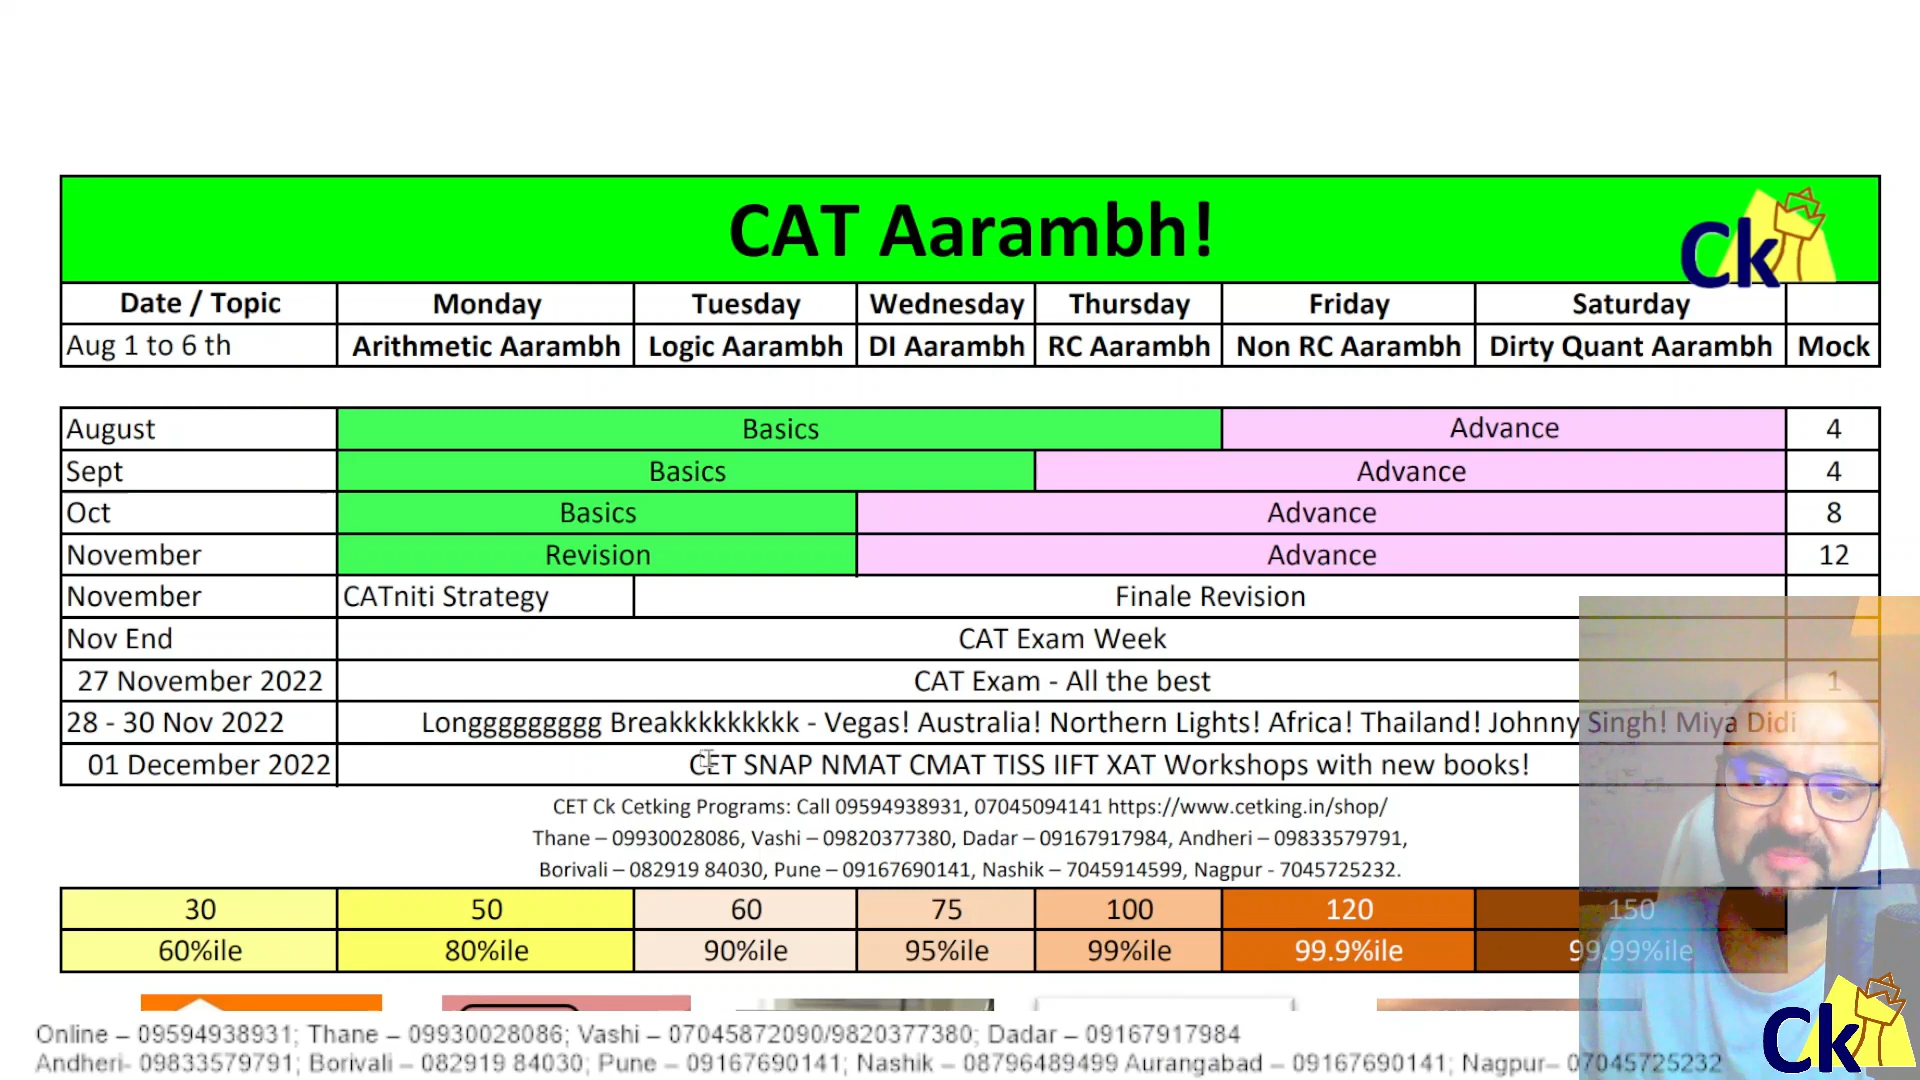 CAT Aarambh!
Ck
Date / Topic Monday Tuesday Wednesday Thursday Friday Saturday
Aug 1 to 6 th Arithmetic Aarambh Logic Aarambh DI Aarambh RC Aarambh Non RC Aarambh Dirty Quant Aarambh Mock
August Basics Advance 4
Sept Basics Advance 4
Oct Basics Advance 8
November Revision Advance 12
November CATniti Strategy Finale Revision
Nov End CAT Exam Week
27 November 2022 CAT Exam - All the best 1
28 - 30 Nov 2022 Longgggggggg Breakkkkkkkkk - Vegas! Australia! Northern Lights! Africa! Thailand! Johnny Singh! Miya Didi
01 December 2022 CET SNAP NMAT CMAT TISS IIFT XAT Workshops with new books!
CET Ck Cetking Programs: Call 09594938931, 07045094141 https://www.cetking.in/shop/
Thane – 09930028086, Vashi – 09820377380, Dadar – 09167917984, Andheri – 09833579791,
Borivali – 082919 84030, Pune – 09167690141, Nashik – 7045914599, Nagpur - 7045725232.
30 50 60 75 100 120 150
60%ile 80%ile 90%ile 95%ile 99%ile 99.9%ile 99.99%ile
Online – 09594938931; Thane – 09930028086; Vashi – 07045872090/9820377380; Dadar – 09167917984
Andheri- 09833579791; Borivali – 082919 84030; Pune – 09167690141; Nashik – 08796489499 Aurangabad – 09167690141; Nagpur– 07045725232
Ck